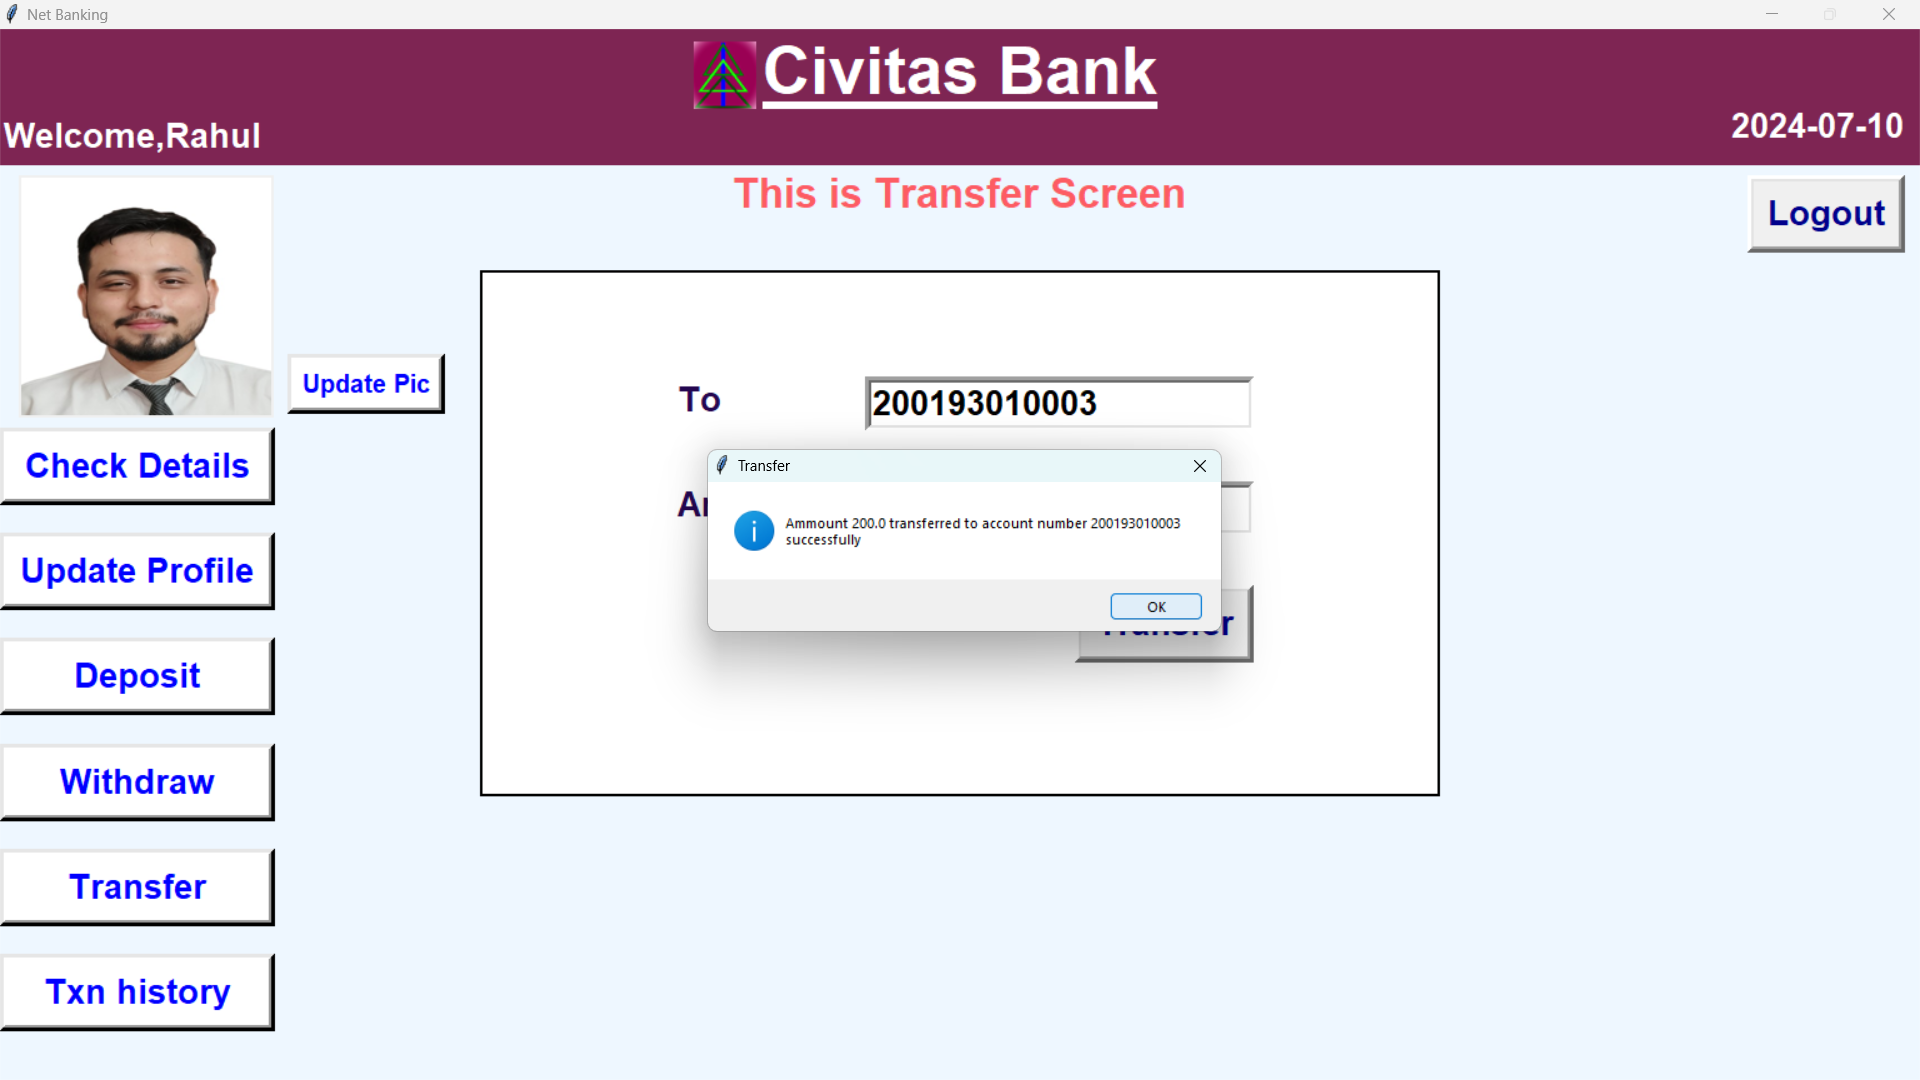 Net Banking
Civitas Bank
Welcome,Rahul
2024-07-10
This is Transfer Screen
Logout
Update Pic
To
200193010003
Check Details
Transfer
Ammount 200.0 transferred to account number 200193010003
successfully
OK
Transfer
Update Profile
Deposit
Withdraw
Transfer
Txn history